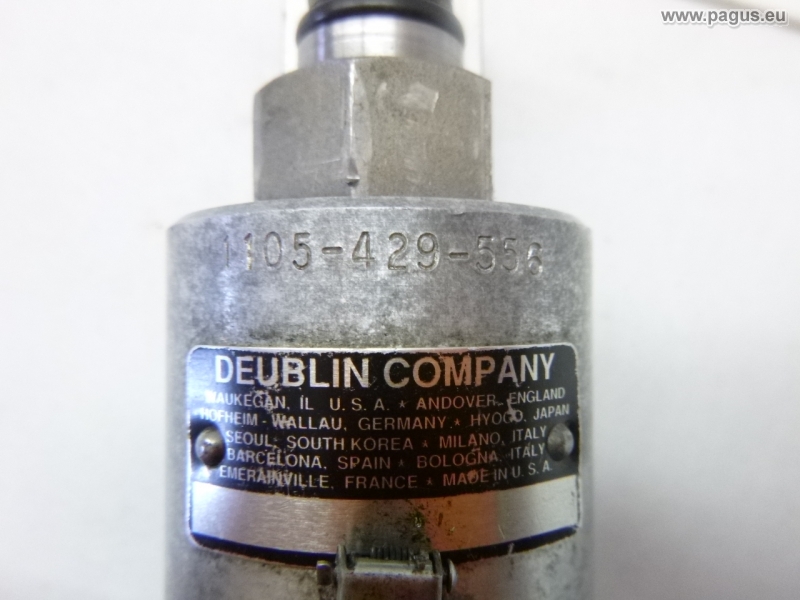 www.pagus.eu
1105-429-556
DEUBLIN COMPANY
WAUKEGAN, IL U.S.A. ★ ANDOVER, ENGLAND
HOFHEIM-WALLAU, GERMANY ★ HYOGO, JAPAN
SEOUL, SOUTH KOREA ★ MILANO, ITALY
BARCELONA, SPAIN ★ BOLOGNA, ITALY
EMERAINVILLE, FRANCE ★ MADE IN U.S.A.